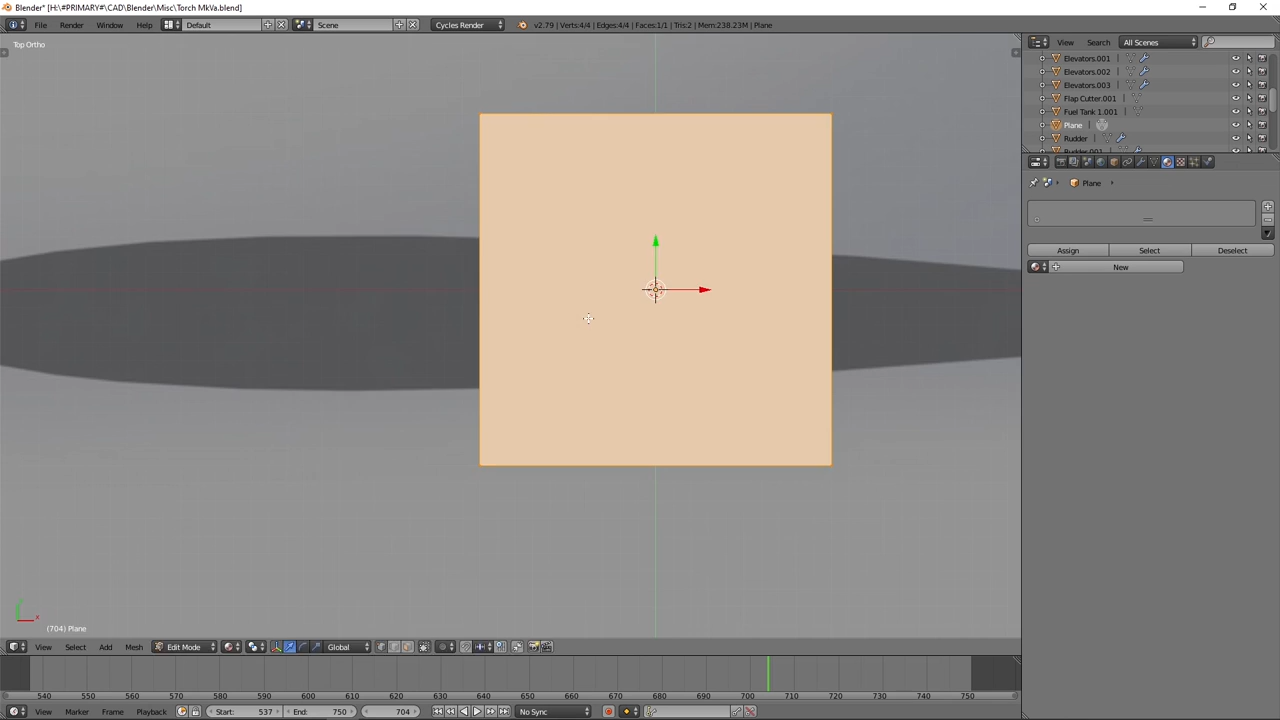 Blender* [H:\#PRIMARY#\CAD\Blender\Misc\Torch MkVa.blend]
File Render Window Help Default Scene Cycles Render v2.79 | Verts:4/4 | Edges:4/4 | Faces:1/1 | Tris:2 | Mem:238.23M | Plane
Top Ortho
View Search All Scenes
Elevators.001
Elevators.002
Elevators.003
Flap Cutter.001
Fuel Tank 1.001
Plane
Rudder
Rudder.001
Plane
Assign Select Deselect
New
(704) Plane
View Select Add Mesh Edit Mode Global
540 550 560 570 580 590 600 610 620 630 640 650 660 670 680 690 700 710 720 730 740 750
View Marker Frame Playback Start: 537 End: 750 704 No Sync